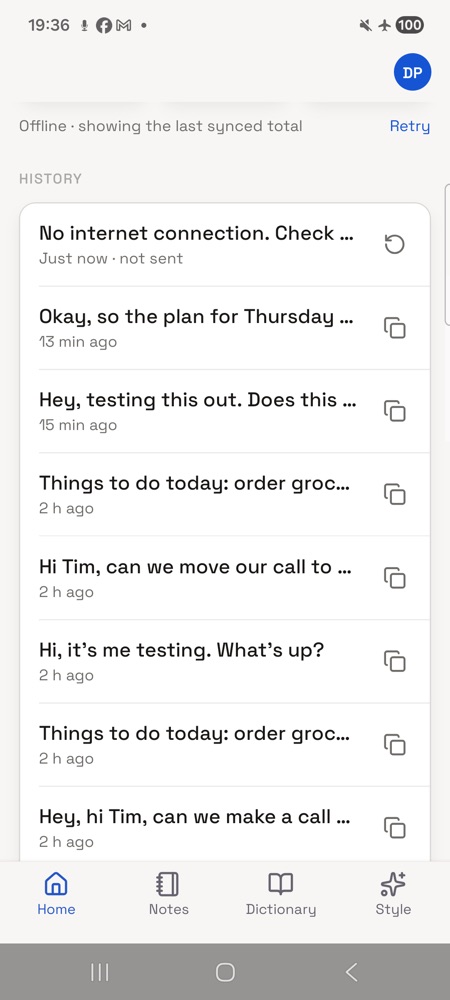 19:36
100
DP
Offline · showing the last synced total
Retry
HISTORY
No internet connection. Check ...
Just now · not sent
Okay, so the plan for Thursday ...
13 min ago
Hey, testing this out. Does this ...
15 min ago
Things to do today: order groc...
2 h ago
Hi Tim, can we move our call to ...
2 h ago
Hi, it's me testing. What's up?
2 h ago
Things to do today: order groc...
2 h ago
Hey, hi Tim, can we make a call ...
2 h ago
Home
Notes
Dictionary
Style